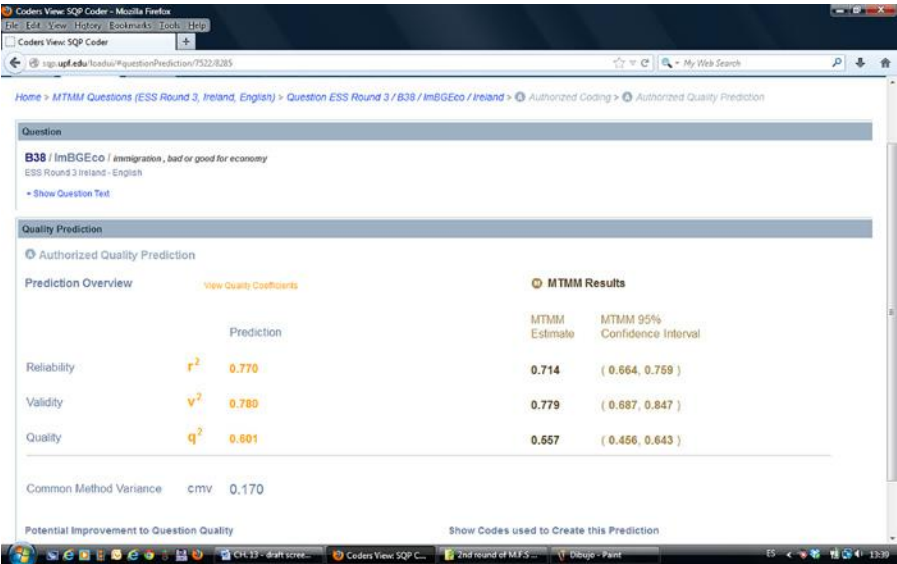 Coders View: SQP Coder - Mozilla Firefox
File Edit View History Bookmarks Tools Help
Coders View: SQP Coder +
sqp.upf.edu/loadui/#questionPrediction/7522/8285 My Web Search
Home > MTMM Questions (ESS Round 3, Ireland, English) > Question ESS Round 3 / B38 / ImBGEco / Ireland > A Authorized Coding > A Authorized Quality Prediction
Question
B38 / ImBGEco / immigration , bad or good for economy
ESS Round 3 Ireland - English
Show Question Text
Quality Prediction
A Authorized Quality Prediction
Prediction Overview View Quality Coefficients M MTMM Results
Prediction MTMM Estimate MTMM 95% Confidence Interval
Reliability r² 0.770 0.714 ( 0.664, 0.759 )
Validity v² 0.780 0.779 ( 0.687, 0.847 )
Quality q² 0.601 0.557 ( 0.456, 0.643 )
Common Method Variance cmv 0.170
Potential Improvement to Question Quality Show Codes used to Create this Prediction
CH.13 - draft scree... Coders View: SQP C... 2nd round of M.F.S ... Dibujo - Paint ES 13:39